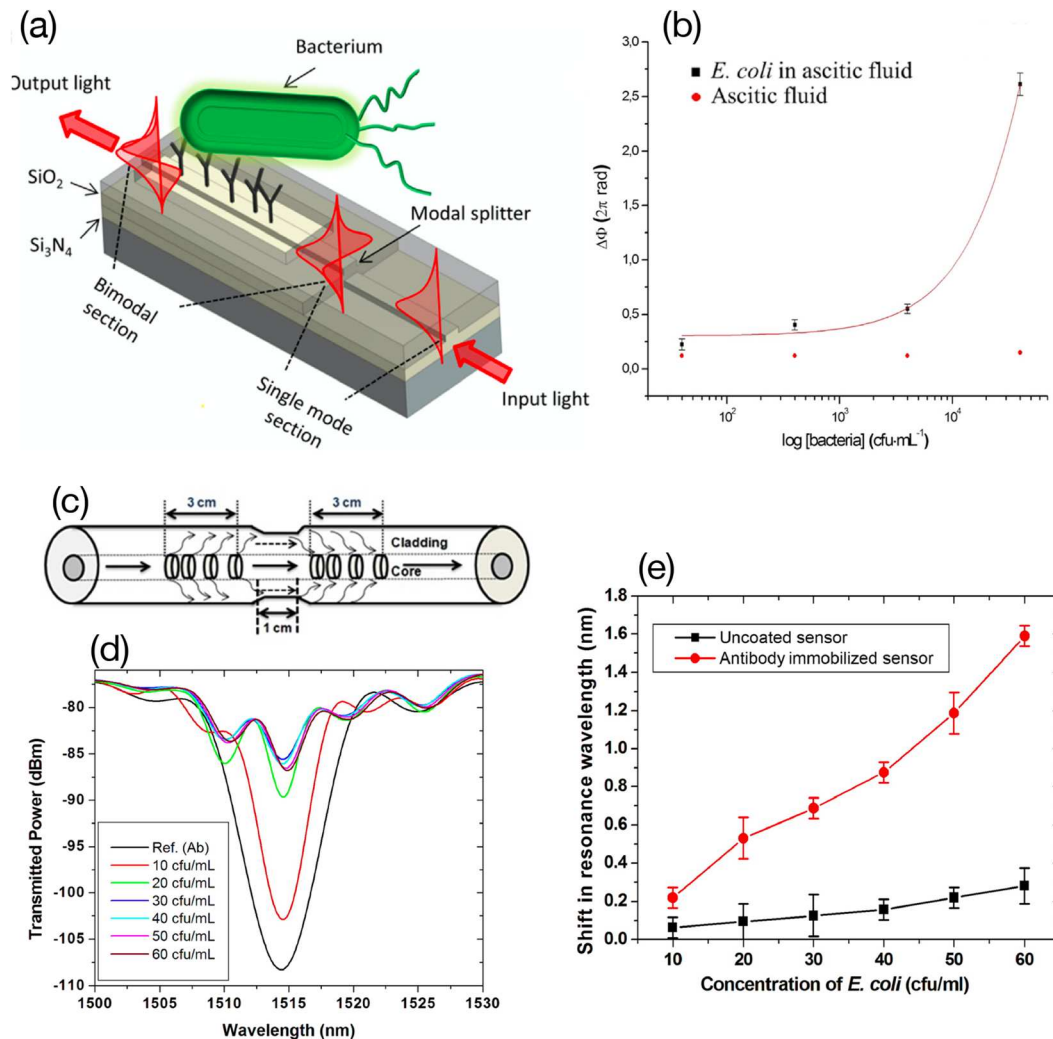 (a)
Bacterium
Output light
SiO₂
Si₃N₄
Modal splitter
Bimodal
section
Single mode
section
Input light
(b)
3,0
2,5
2,0
1,5
1,0
0,5
0,0
ΔΦ (2π rad)
E. coli in ascitic fluid
Ascitic fluid
10²
10³
10⁴
log [bacteria] (cfu·mL⁻¹)
(c)
3 cm
3 cm
Cladding
Core
1 cm
(d)
-80
-85
-90
-95
-100
-105
-110
Transmitted Power (dBm)
Ref. (Ab)
10 cfu/mL
20 cfu/mL
30 cfu/mL
40 cfu/mL
50 cfu/mL
60 cfu/mL
1500 1505 1510 1515 1520 1525 1530
Wavelength (nm)
(e)
1.8
1.6
1.4
1.2
1.0
0.8
0.6
0.4
0.2
0.0
Shift in resonance wavelength (nm)
Uncoated sensor
Antibody immobilized sensor
10 20 30 40 50 60
Concentration of E. coli (cfu/ml)